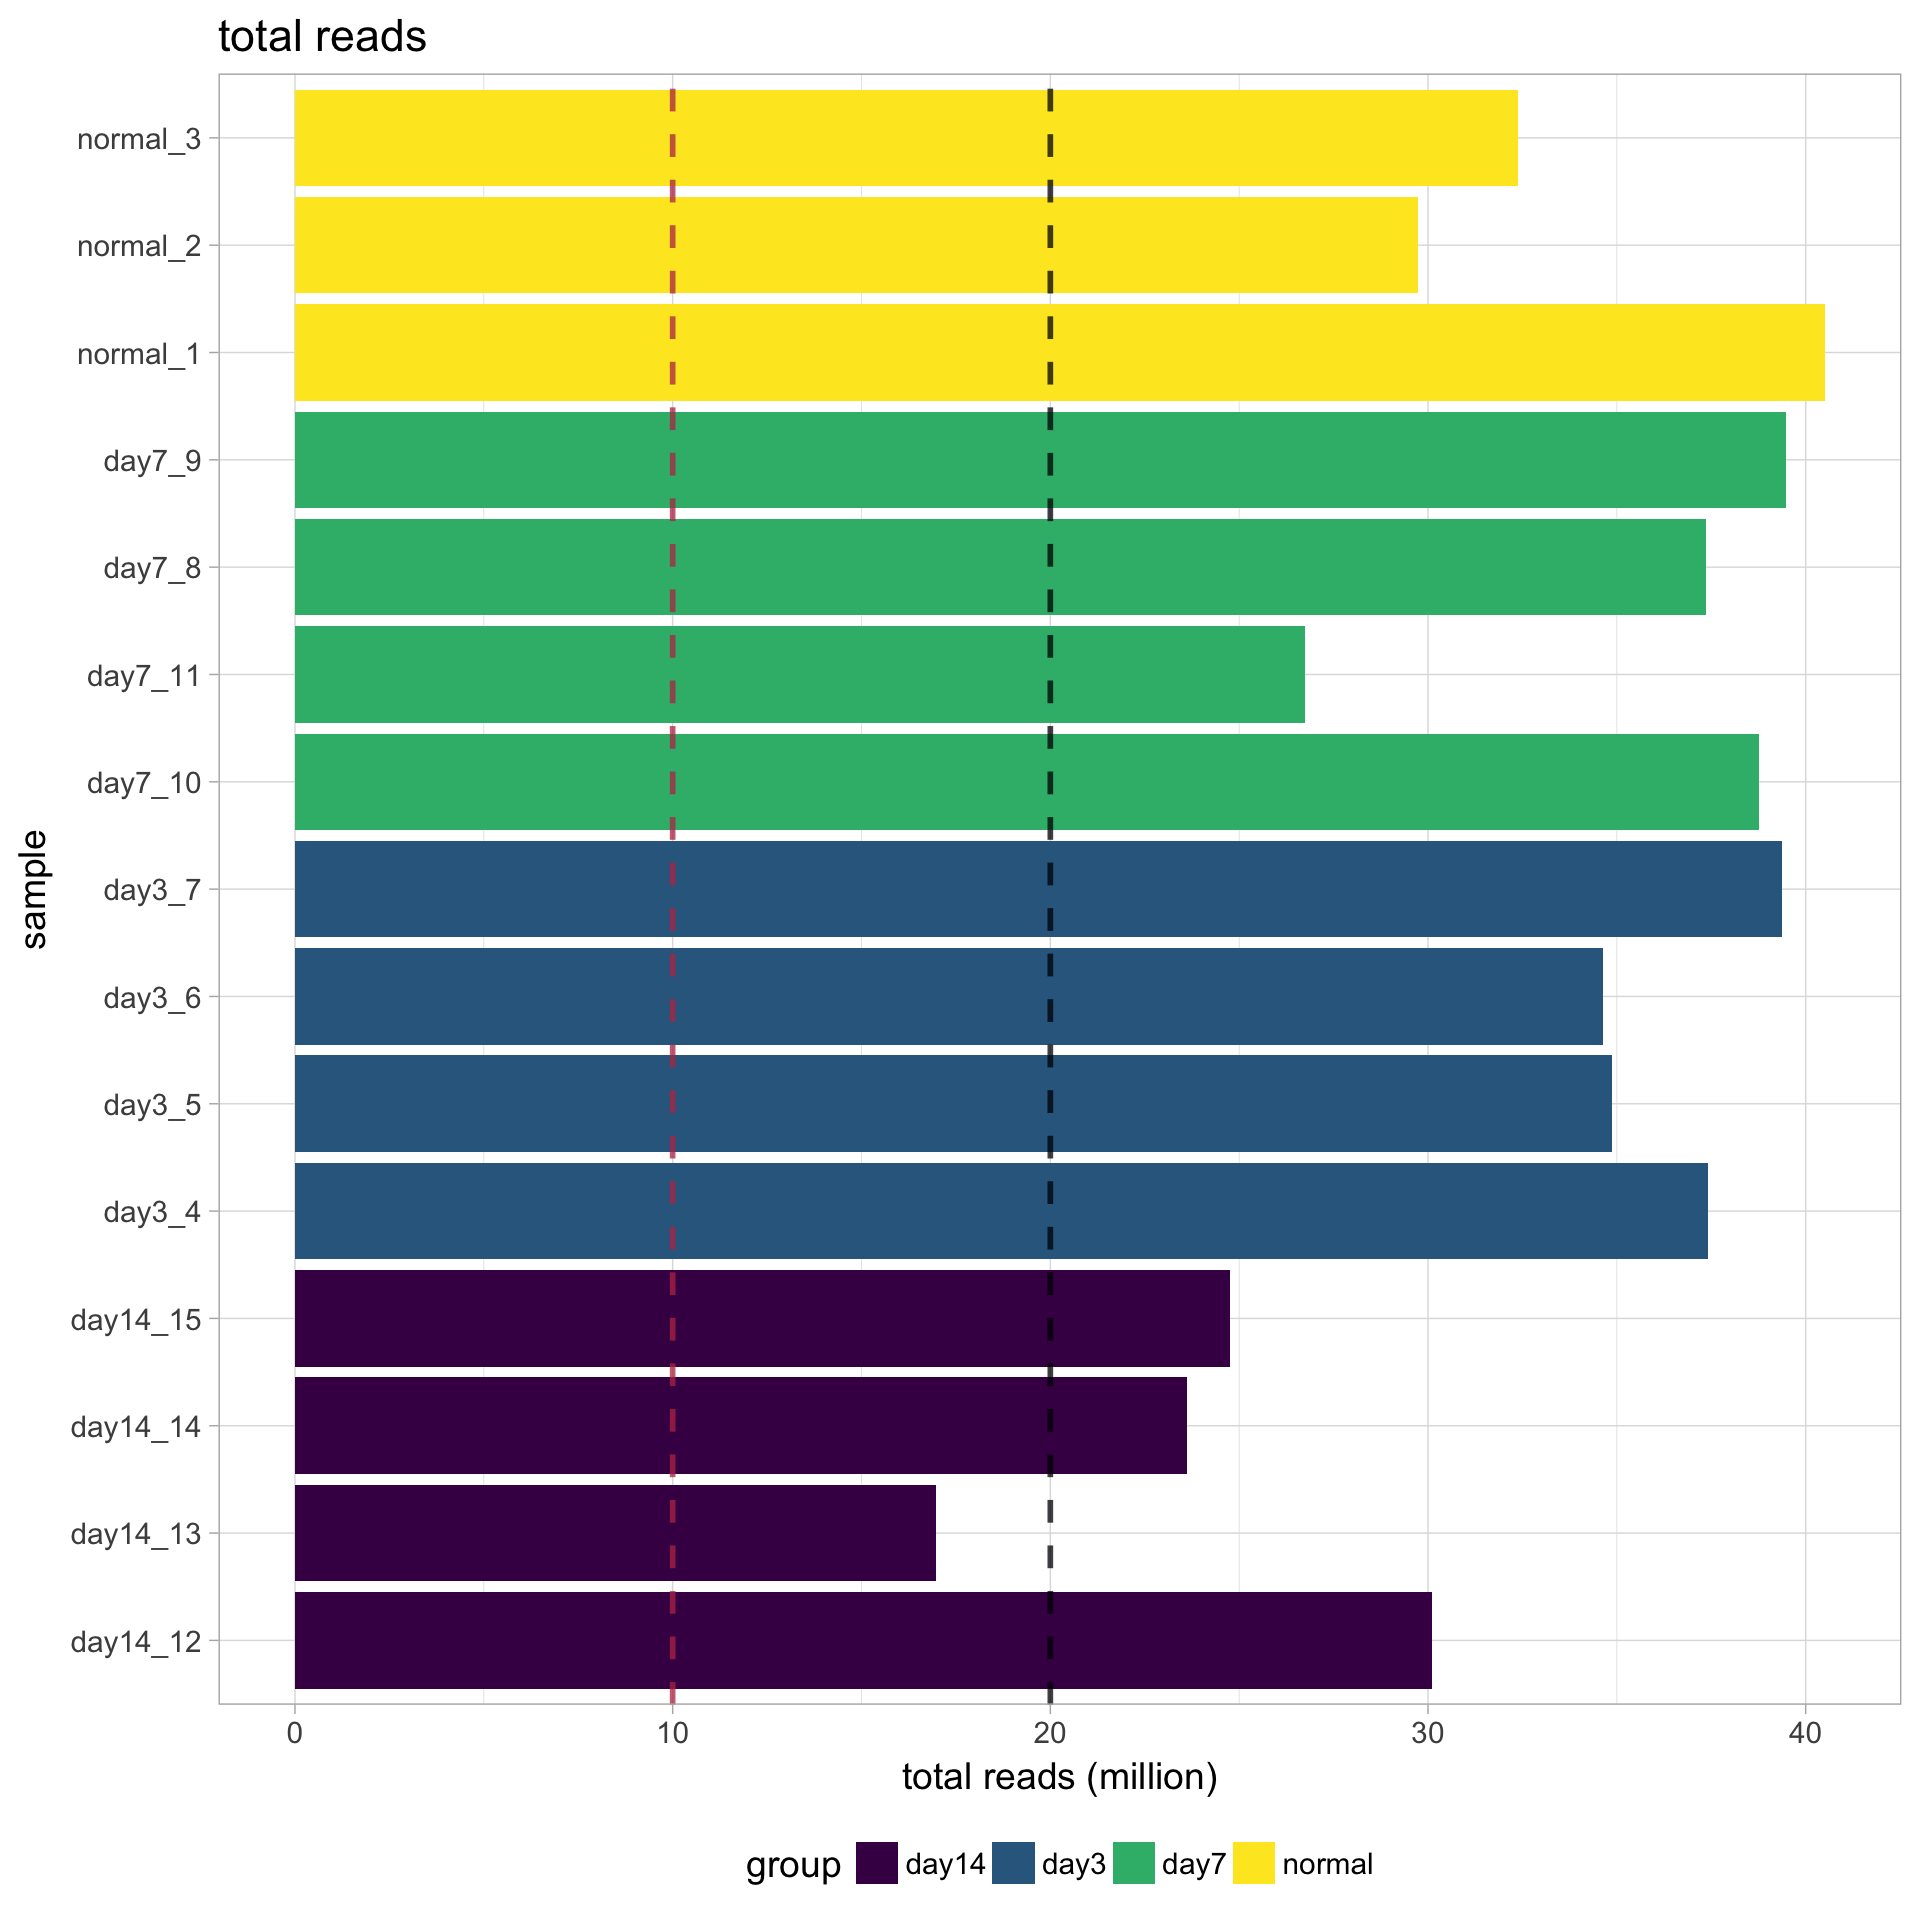 total reads
normal_3
normal_2
normal_1
day7_9
day7_8
day7_11
day7_10
day3_7
day3_6
day3_5
day3_4
day14_15
day14_14
day14_13
day14_12
sample
0 10 20 30 40
total reads (million)
group day14 day3 day7 normal